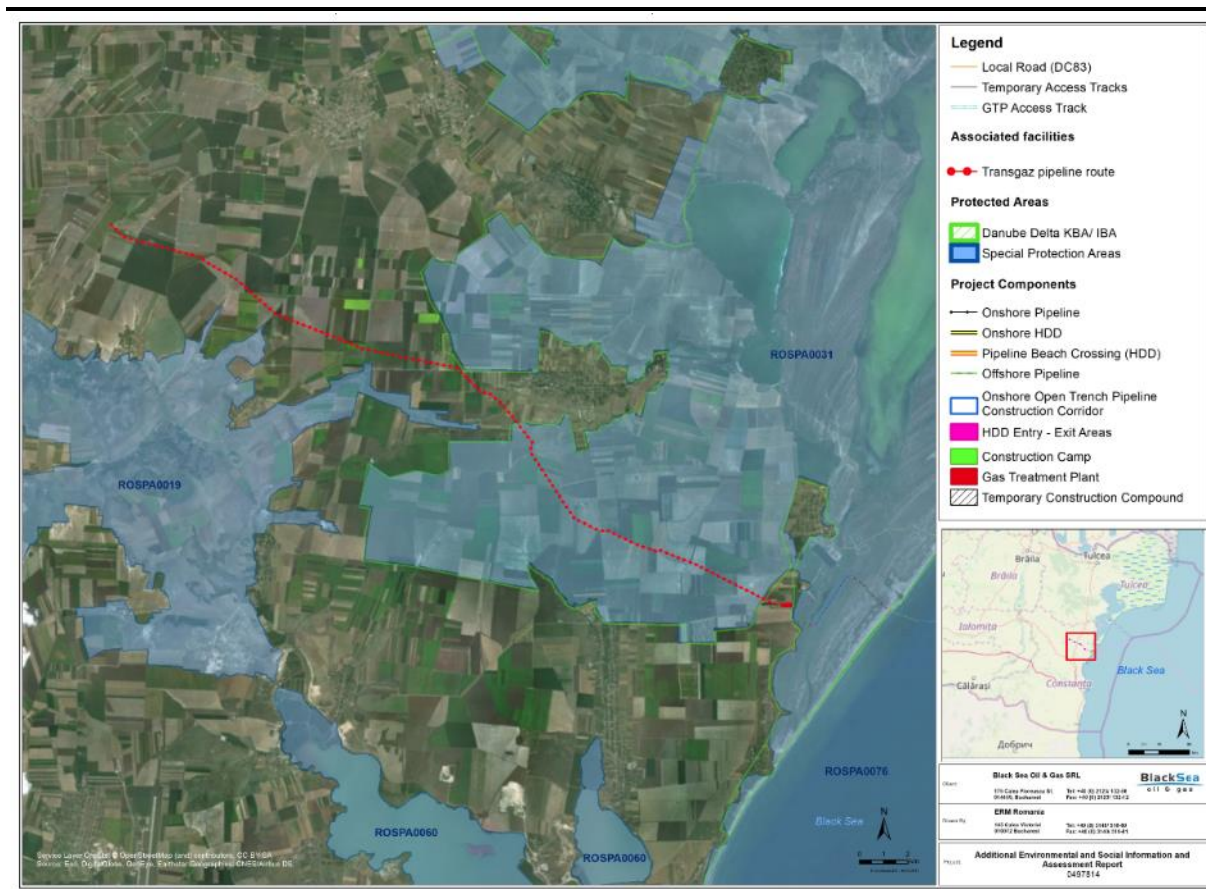 ROSPA0031
ROSPA0019
ROSPA0076
ROSPA0060
ROSPA0060
Black Sea
N
Legend
Local Road (DC83)
Temporary Access Tracks
GTP Access Track
Associated facilities
Transgaz pipeline route
Protected Areas
Danube Delta KBA/ IBA
Special Protection Areas
Project Components
Onshore Pipeline
Onshore HDD
Pipeline Beach Crossing (HDD)
Offshore Pipeline
Onshore Open Trench Pipeline
Construction Corridor
HDD Entry - Exit Areas
Construction Camp
Gas Treatment Plant
Temporary Construction Compound
Brăila
Tulcea
Brăila
Tulcea
Ialomița
Călărași
Constanța
Black Sea
Добрич
N
Black Sea Oil & Gas SRL
BlackSea
oil & gas
ERM Romania
Additional Environmental and Social Information and
Assessment Report
0497814